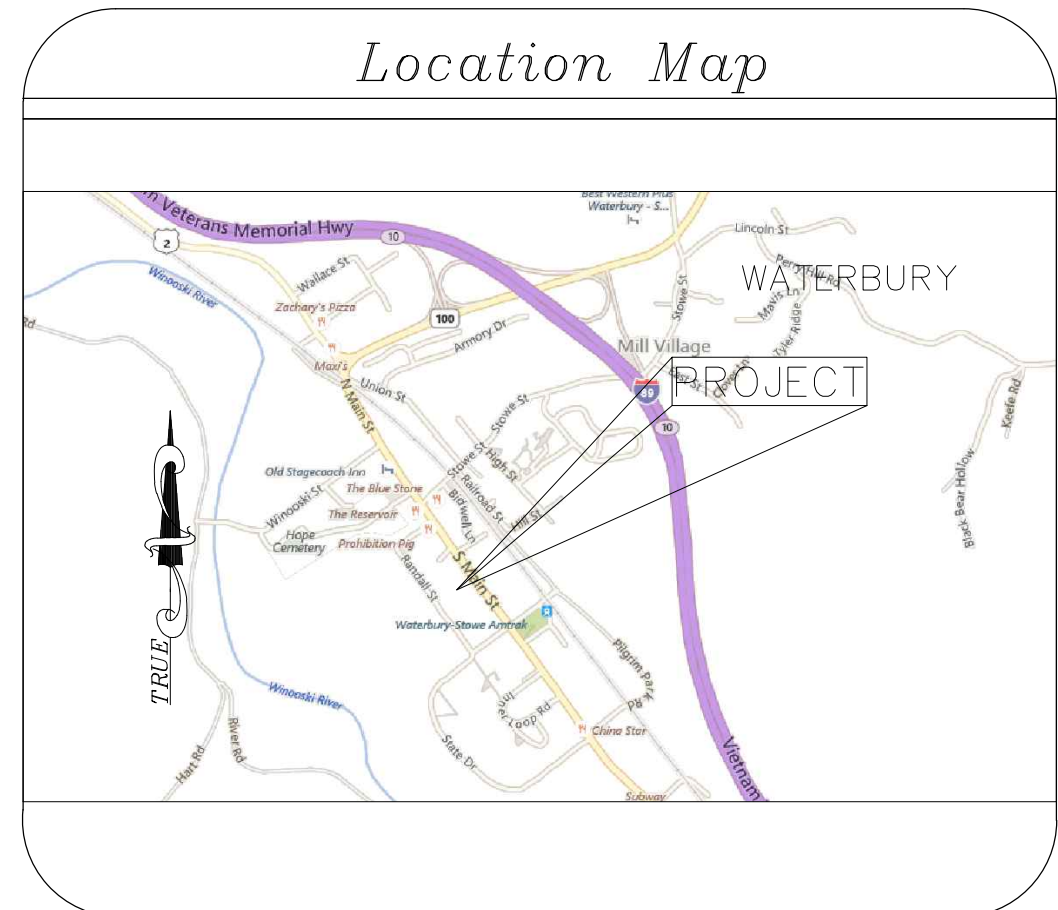 Location Map
Best Western Plus
Waterbury - S...
n Veterans Memorial Hwy
10
2
Lincoln St
Perry Hill Rd
WATERBURY
Winooski River
Wallace St
Stowe St
Mavis Ln
Zachary's Pizza
100
Armory Dr
Tyler Ridge
Rd
Maxi's
Mill Village
Union St
East St
Clover Ln
PROJECT
89
N Main St
Keefe Rd
Stowe St
10
Old Stagecoach Inn
Stowe St
High St
The Blue Stone
Railroad St
Black Bear Hollow
Winooski St
The Reservoir
Bidwell Ln
Hill St
Hope
Cemetery
Prohibition Pig
Randall St
S Main St
Waterbury-Stowe Amtrak
TRUE
Pilgrim Park
Rd
Winooski River
Inner Loop Rd
China Star
River Rd
Hart Rd
State Dr
Vietnam
Subway